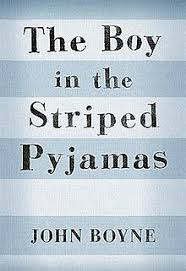 The Boy
in the
Striped
Pyjamas
JOHN BOYNE